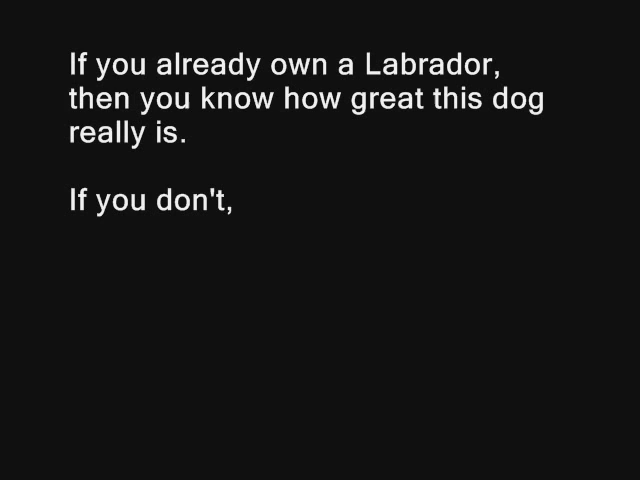 If you already own a Labrador,
then you know how great this dog
really is.
If you don't,